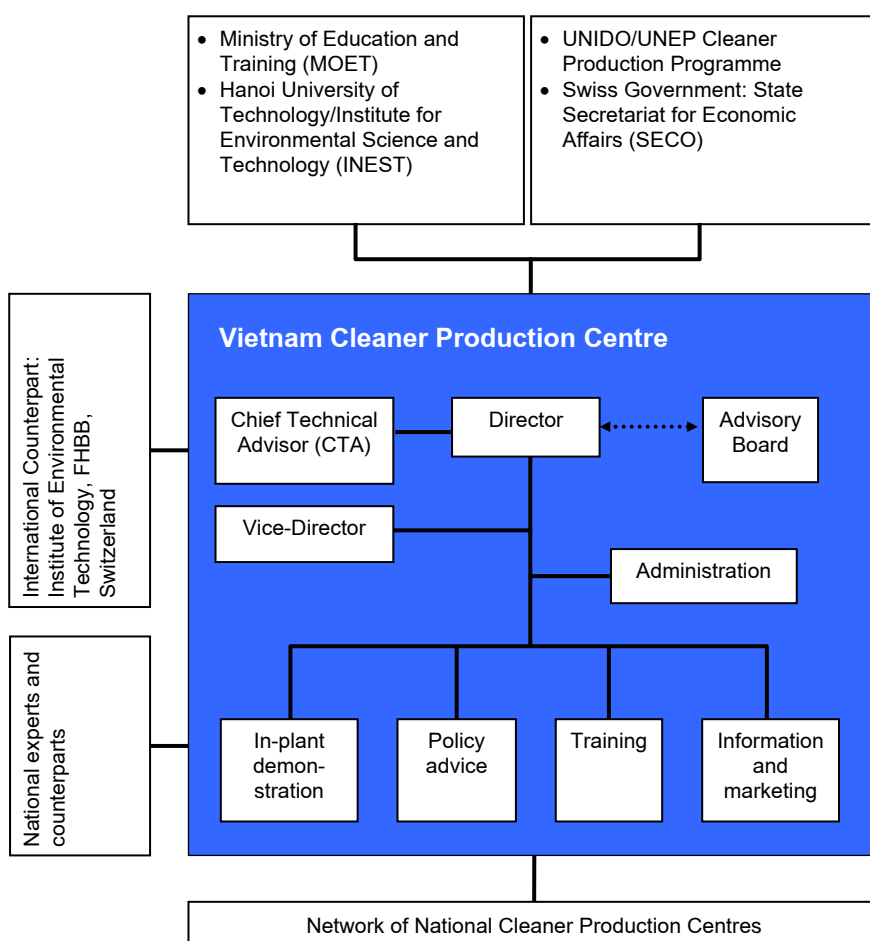 • Ministry of Education and
Training (MOET)
• Hanoi University of
Technology/Institute for
Environmental Science and
Technology (INEST)
• UNIDO/UNEP Cleaner
Production Programme
• Swiss Government: State
Secretariat for Economic
Affairs (SECO)
International Counterpart:
Institute of Environmental
Technology, FHBB,
Switzerland
Vietnam Cleaner Production Centre
Chief Technical
Advisor (CTA)
Director
Advisory
Board
Vice-Director
Administration
National experts and
counterparts
In-plant
demon-
stration
Policy
advice
Training
Information
and
marketing
Network of National Cleaner Production Centres